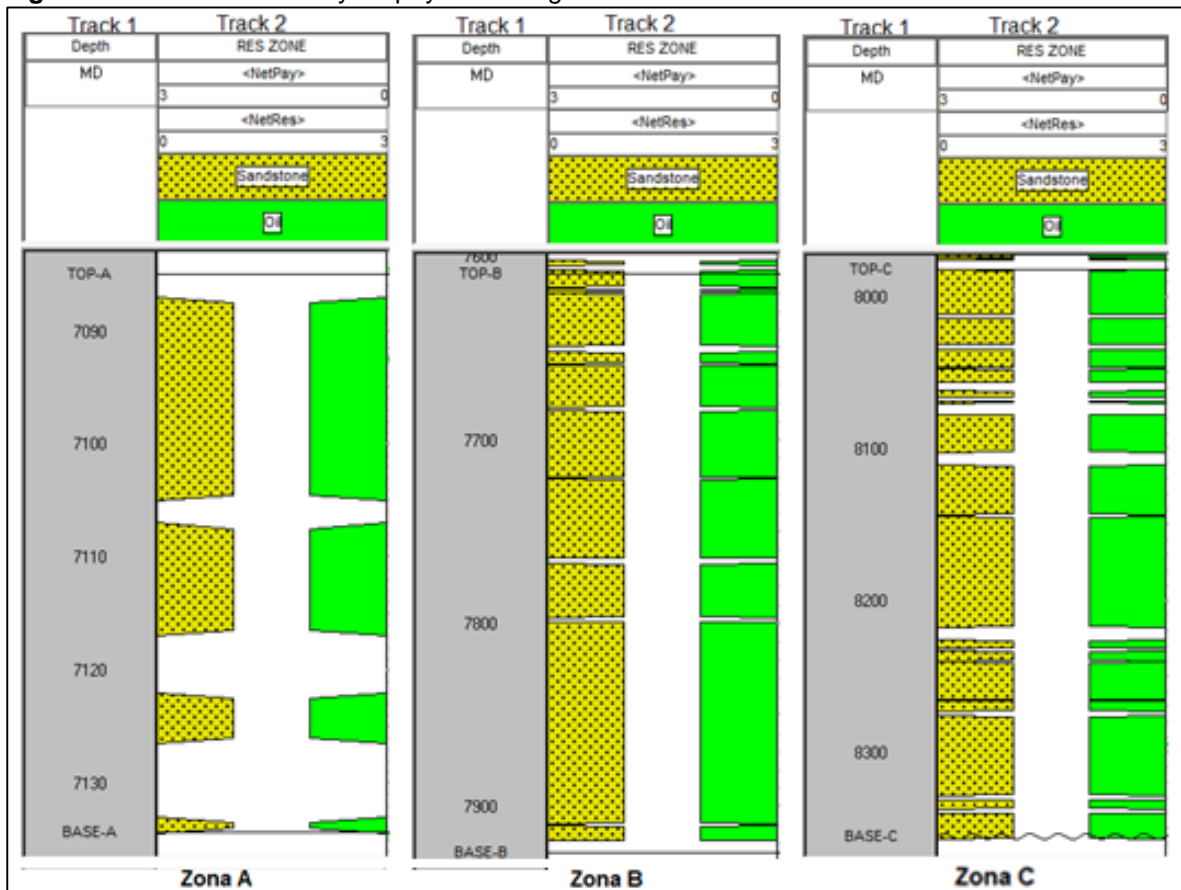 Track 1 Track 2
Depth RES ZONE
MD <NetPay>
3 0
<NetRes>
0 3
Sandstone
Oil
TOP-A
7090
7100
7110
7120
7130
BASE-A
Zona A
Track 1 Track 2
Depth RES ZONE
MD <NetPay>
3 0
<NetRes>
0 3
Sandstone
Oil
7600
TOP-B
7700
7800
7900
BASE-B
Zona B
Track 1 Track 2
Depth RES ZONE
MD <NetPay>
3 0
<NetRes>
0 3
Sandstone
Oil
TOP-C
8000
8100
8200
8300
BASE-C
Zona C